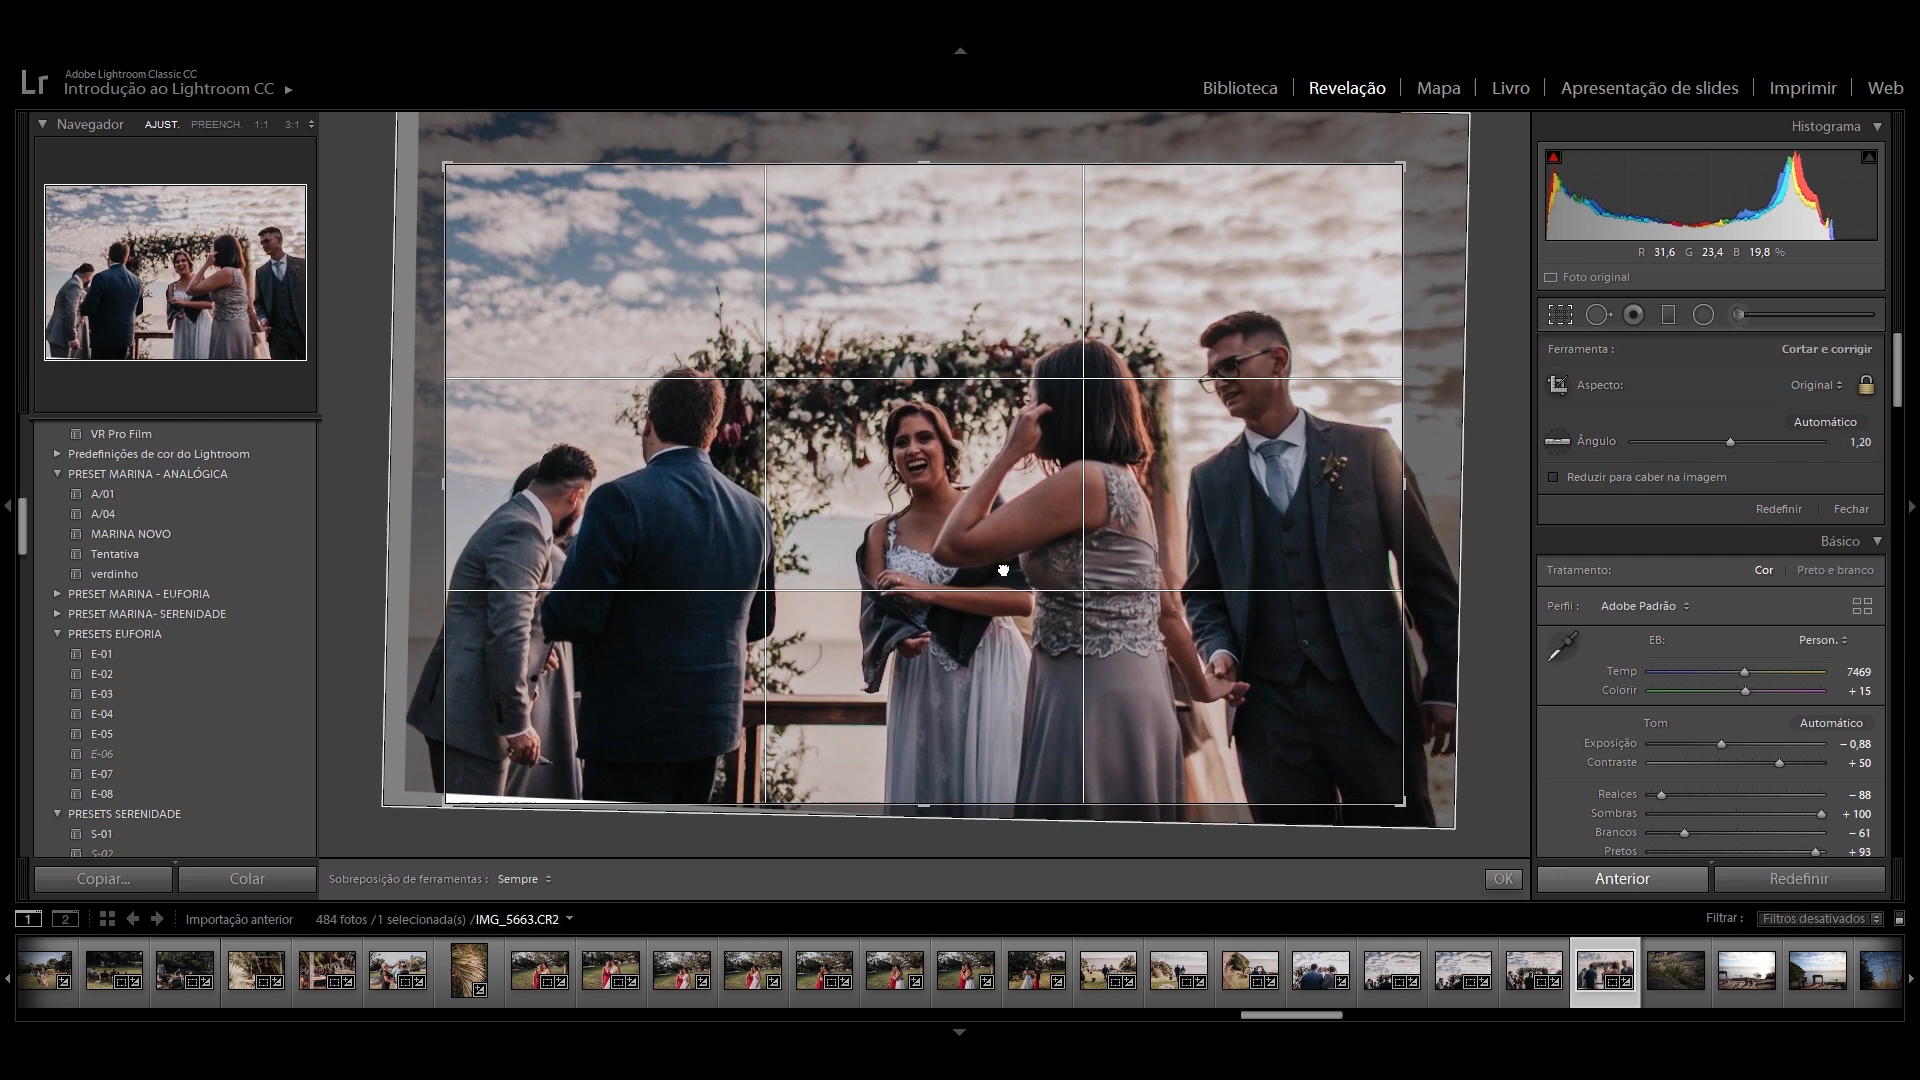 Lr
Adobe Lightroom Classic CC
Introdução ao Lightroom CC
Biblioteca | Revelação | Mapa | Livro | Apresentação de slides | Imprimir | Web
Navegador AJUST. PREENCH. 1:1 3:1
VR Pro Film
Predefinições de cor do Lightroom
PRESET MARINA - ANALÓGICA
A/01
A/04
MARINA NOVO
Tentativa
verdinho
PRESET MARINA - EUFORIA
PRESET MARINA- SERENIDADE
PRESETS EUFORIA
E-01
E-02
E-03
E-04
E-05
E-06
E-07
E-08
PRESETS SERENIDADE
S-01
S-02
Copiar... Colar
Sobreposição de ferramentas : Sempre
OK
Histograma
R 31,6 G 23,4 B 19,8 %
Foto original
Ferramenta : Cortar e corrigir
Aspecto: Original
Automático
Ângulo 1,20
Reduzir para caber na imagem
Redefinir Fechar
Básico
Tratamento: Cor | Preto e branco
Perfil : Adobe Padrão
EB: Person.
Temp 7469
Colorir + 15
Tom Automático
Exposição − 0,88
Contraste + 50
Realces − 88
Sombras + 100
Brancos − 61
Pretos + 93
Anterior Redefinir
1 2 Importação anterior 484 fotos /1 selecionada(s) /IMG_5663.CR2
Filtrar : Filtros desativados